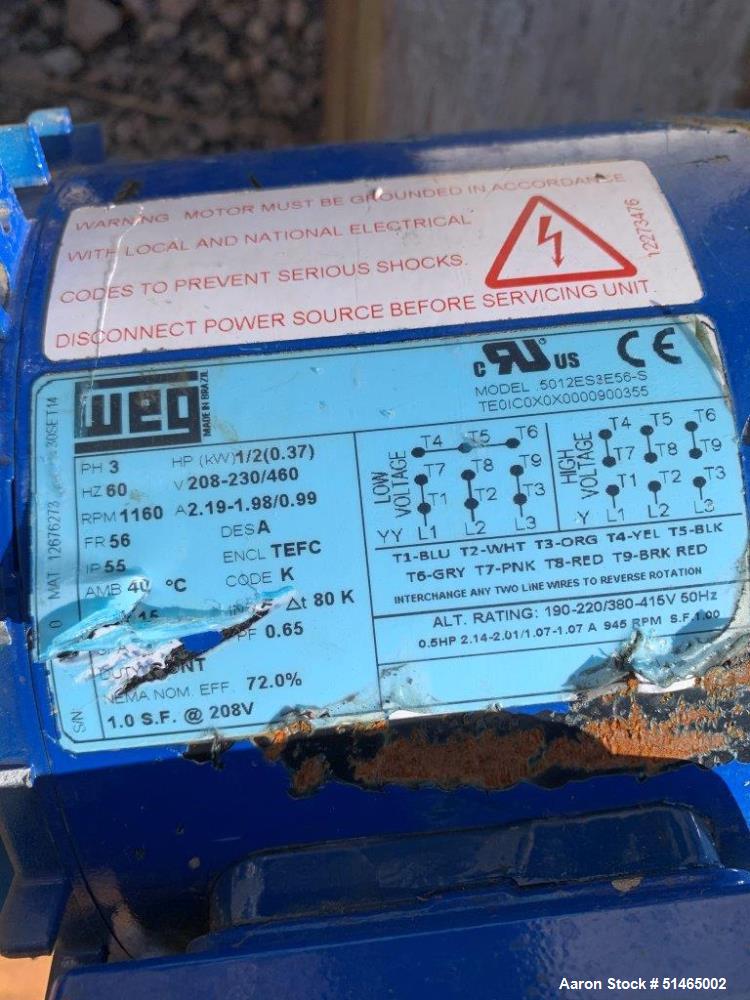 WARNING MOTOR MUST BE GROUNDED IN ACCORDANCE
WITH LOCAL AND NATIONAL ELECTRICAL
CODES TO PREVENT SERIOUS SHOCKS.
DISCONNECT POWER SOURCE BEFORE SERVICING UNIT.
12273476
weg
MADE IN BRAZIL
C RU US CE
MODEL .5012ES3E56-S
TE0IC0X0X0000900355
MAT 12676273 30SET14
PH 3 HP (kW) 1/2(0.37)
HZ 60 V 208-230/460
RPM 1160 A 2.19-1.98/0.99
FR 56 DES A
IP 55 ENCL TEFC
AMB 40 °C CODE K
15 Δt 80 K
PF 0.65
CONT
NEMA NOM. EFF. 72.0%
S/N 1.0 S.F. @ 208V
LOW VOLTAGE
T4 T5 T6
T7 T8 T9
T1 T2 T3
YY L1 L2 L3
HIGH VOLTAGE
T4 T5 T6
T7 T8 T9
T1 T2 T3
Y L1 L2 L3
T1-BLU T2-WHT T3-ORG T4-YEL T5-BLK
T6-GRY T7-PNK T8-RED T9-BRK RED
INTERCHANGE ANY TWO LINE WIRES TO REVERSE ROTATION
ALT. RATING: 190-220/380-415V 50Hz
0.5HP 2.14-2.01/1.07-1.07 A 945 RPM S.F.1.00
Aaron Stock # 51465002